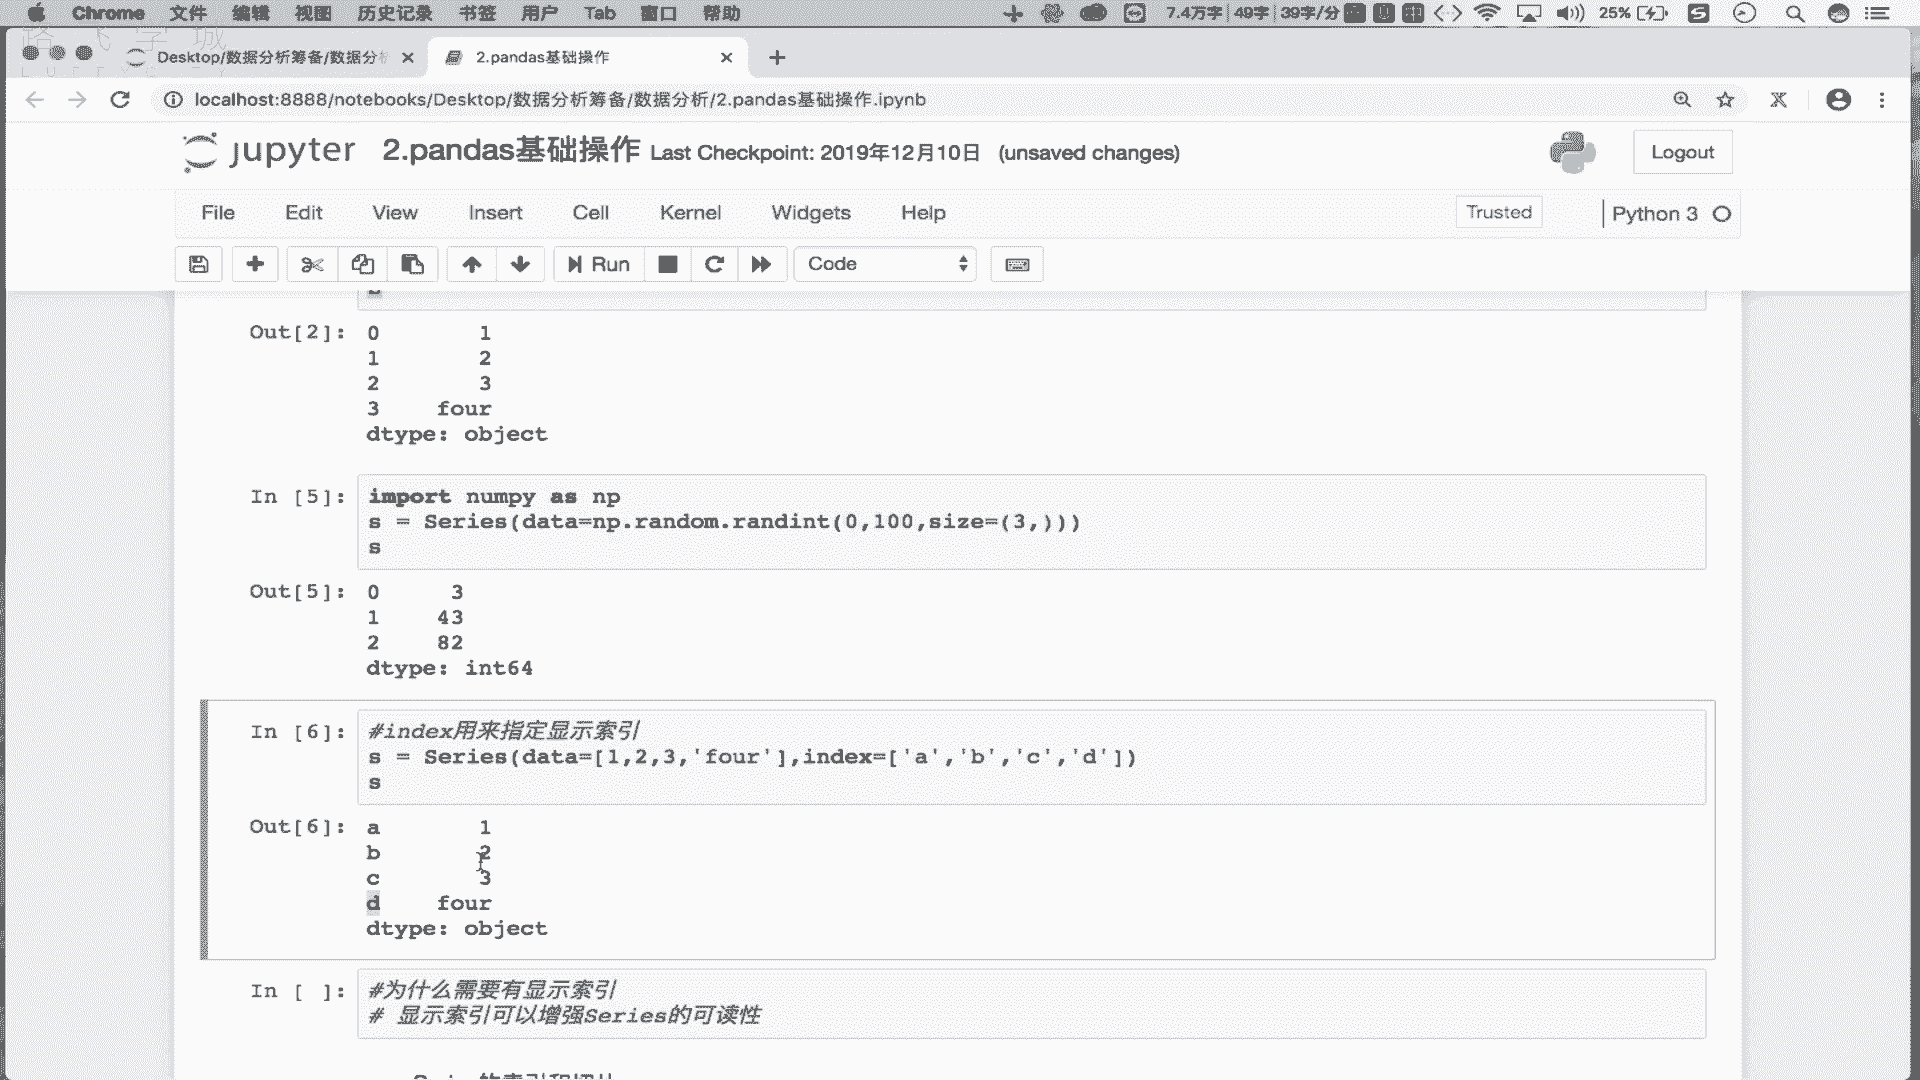 Chrome 文件 编辑 视图 历史记录 书签 用户 Tab 窗口 帮助 7.4万字 49字 39字/分 25%
Desktop/数据分析筹备/数据分析
2.pandas基础操作
localhost:8888/notebooks/Desktop/数据分析筹备/数据分析/2.pandas基础操作.ipynb
jupyter 2.pandas基础操作 Last Checkpoint: 2019年12月10日 (unsaved changes)
Logout
File Edit View Insert Cell Kernel Widgets Help Trusted Python 3
Run Code
Out[2]: 0 1
1 2
2 3
3 four
dtype: object
In [5]: import numpy as np
s = Series(data=np.random.randint(0,100,size=(3,)))
s
Out[5]: 0 3
1 43
2 82
dtype: int64
In [6]: #index用来指定显示索引
s = Series(data=[1,2,3,'four'],index=['a','b','c','d'])
s
Out[6]: a 1
b 2
c 3
d four
dtype: object
In [ ]: #为什么需要有显示索引
# 显示索引可以增强Series的可读性